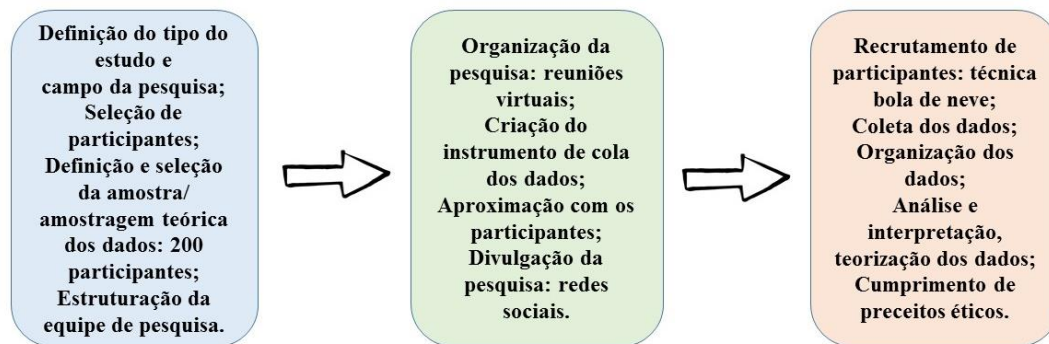 Definição do tipo do
estudo e
campo da pesquisa;
Seleção de
participantes;
Definição e seleção
da amostra/
amostragem teórica
dos dados: 200
participantes;
Estruturação da
equipe de pesquisa.
Organização da
pesquisa: reuniões
virtuais;
Criação do
instrumento de cola
dos dados;
Aproximação com os
participantes;
Divulgação da
pesquisa: redes
sociais.
Recrutamento de
participantes: técnica
bola de neve;
Coleta dos dados;
Organização dos
dados;
Análise e
interpretação,
teorização dos dados;
Cumprimento de
preceitos éticos.